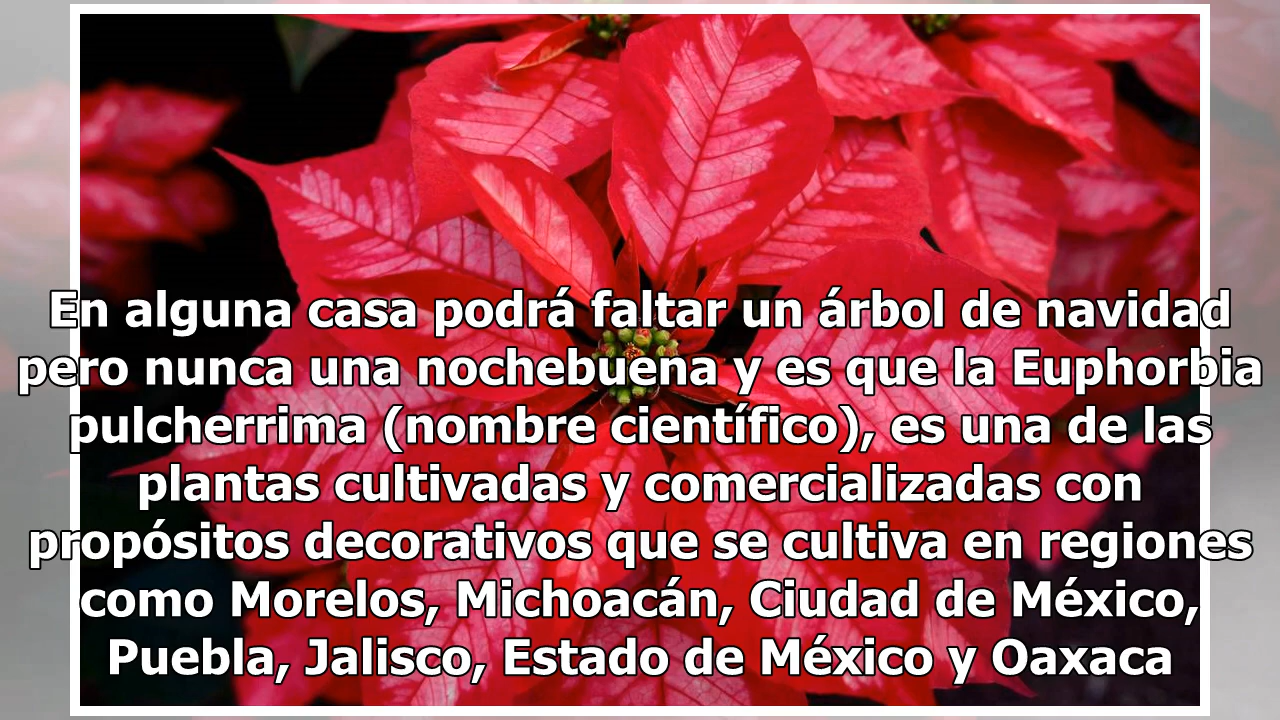 En alguna casa podrá faltar un árbol de navidad
pero nunca una nochebuena y es que la Euphorbia
pulcherrima (nombre científico), es una de las
plantas cultivadas y comercializadas con
propósitos decorativos que se cultiva en regiones
como Morelos, Michoacán, Ciudad de México,
Puebla, Jalisco, Estado de México y Oaxaca